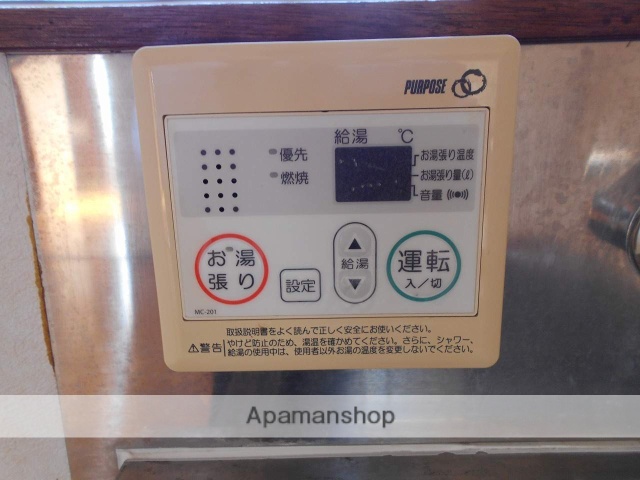 PURPOSE
給湯 ℃
優先
燃焼
お湯張り温度
お湯張り量(ℓ)
音量
お湯張り
設定
▲
給湯
▼
運転
入/切
MC-201
取扱説明書をよく読んで正しく安全にお使いください。
⚠警告 やけど防止のため、湯温を確かめてください。さらに、シャワー、
給湯の使用中は、使用者以外お湯の温度を変更しないでください。
Apamanshop